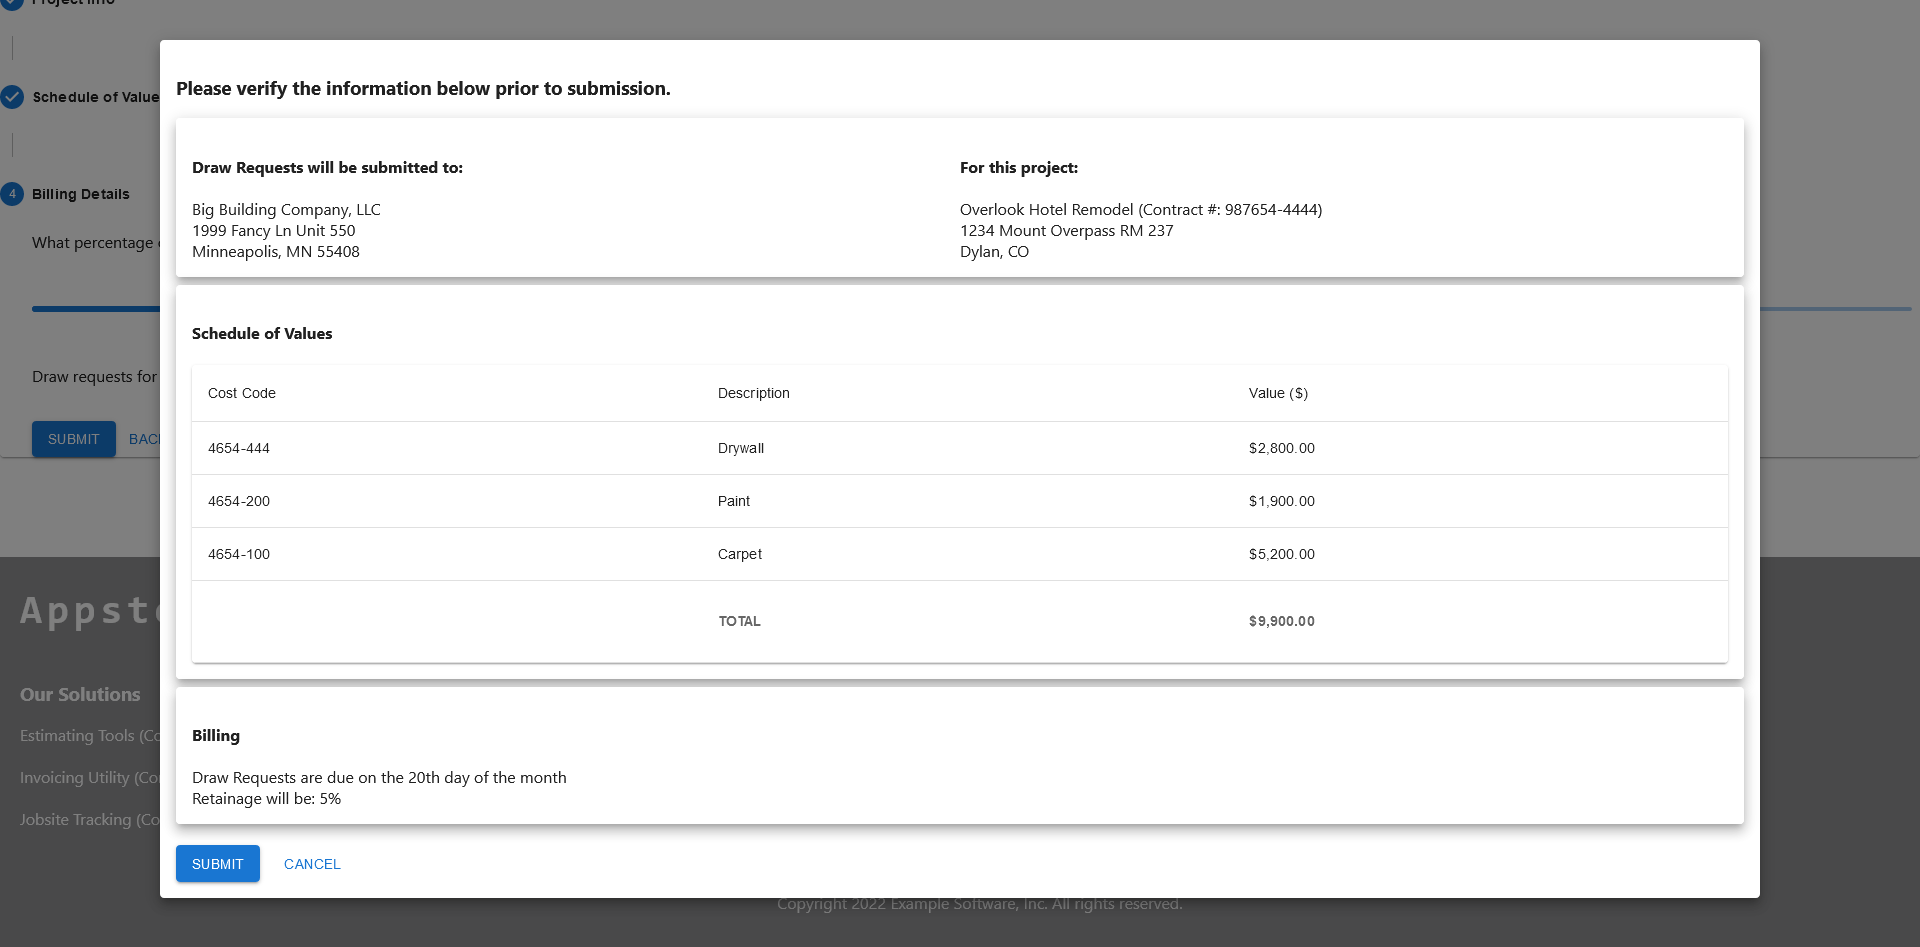 Project Info
Schedule of Value
4 Billing Details
What percentage
Draw requests for
SUBMIT BAC
Please verify the information below prior to submission.
Draw Requests will be submitted to:
Big Building Company, LLC
1999 Fancy Ln Unit 550
Minneapolis, MN 55408
For this project:
Overlook Hotel Remodel (Contract #: 987654-4444)
1234 Mount Overpass RM 237
Dylan, CO
Schedule of Values
Cost Code Description Value ($)
4654-444 Drywall $2,800.00
4654-200 Paint $1,900.00
4654-100 Carpet $5,200.00
TOTAL $9,900.00
Billing
Draw Requests are due on the 20th day of the month
Retainage will be: 5%
SUBMIT CANCEL
Appst
Our Solutions
Estimating Tools (Co
Invoicing Utility (Co
Jobsite Tracking (Co
Copyright 2022 Example Software, Inc. All rights reserved.